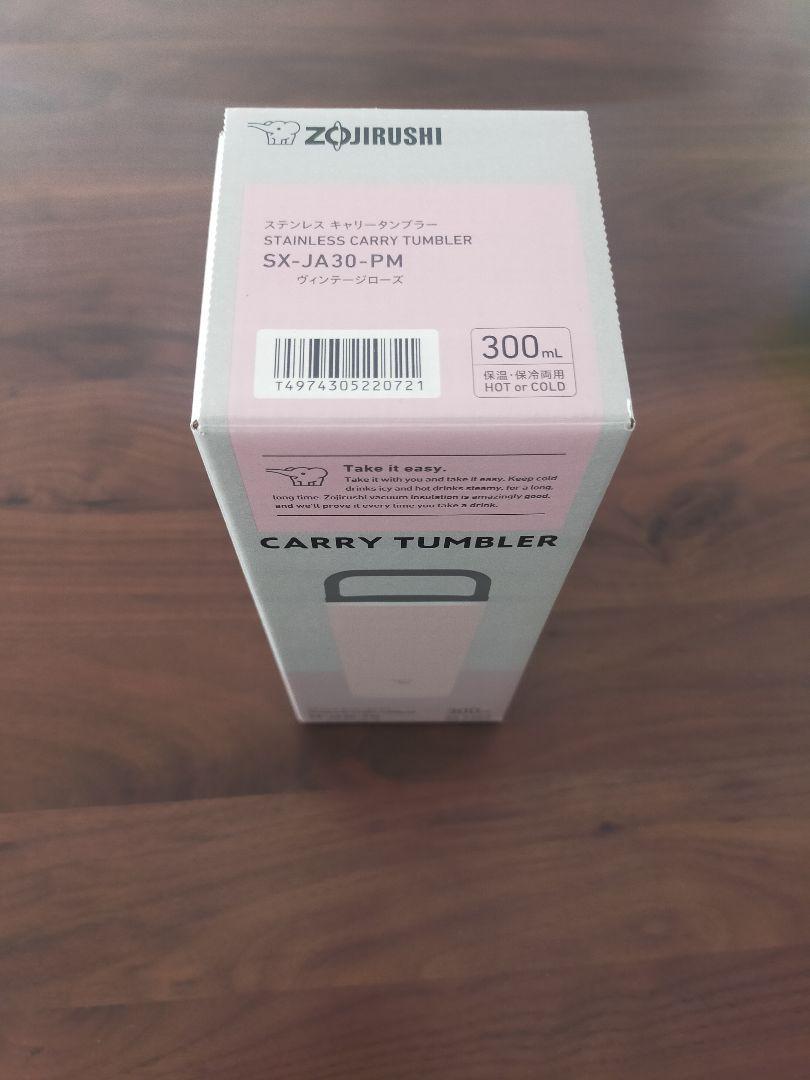 ZOJIRUSHI
ステンレス キャリータンブラー
STAINLESS CARRY TUMBLER
SX-JA30-PM
ヴィンテージローズ
T4974305220721
300mL
保温・保冷両用
HOT or COLD
Take it easy.
Take it with you and take it easy. Keep cold
drinks icy and hot drinks steamy, for a long,
long time. Zojirushi vacuum insulation is amazingly good,
and we'll prove it every time you take a drink.
CARRY TUMBLER